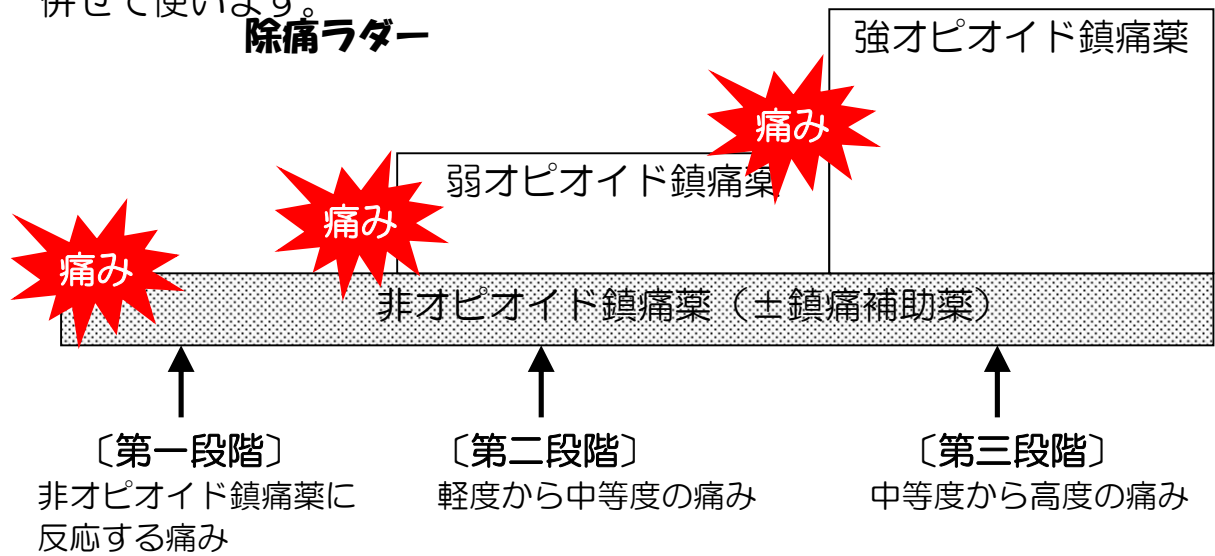 併せて使います。
除痛ラダー
強オピオイド鎮痛薬
痛み
弱オピオイド鎮痛薬
痛み
痛み
非オピオイド鎮痛薬（±鎮痛補助薬）
〔第一段階〕
非オピオイド鎮痛薬に
反応する痛み
〔第二段階〕
軽度から中等度の痛み
〔第三段階〕
中等度から高度の痛み